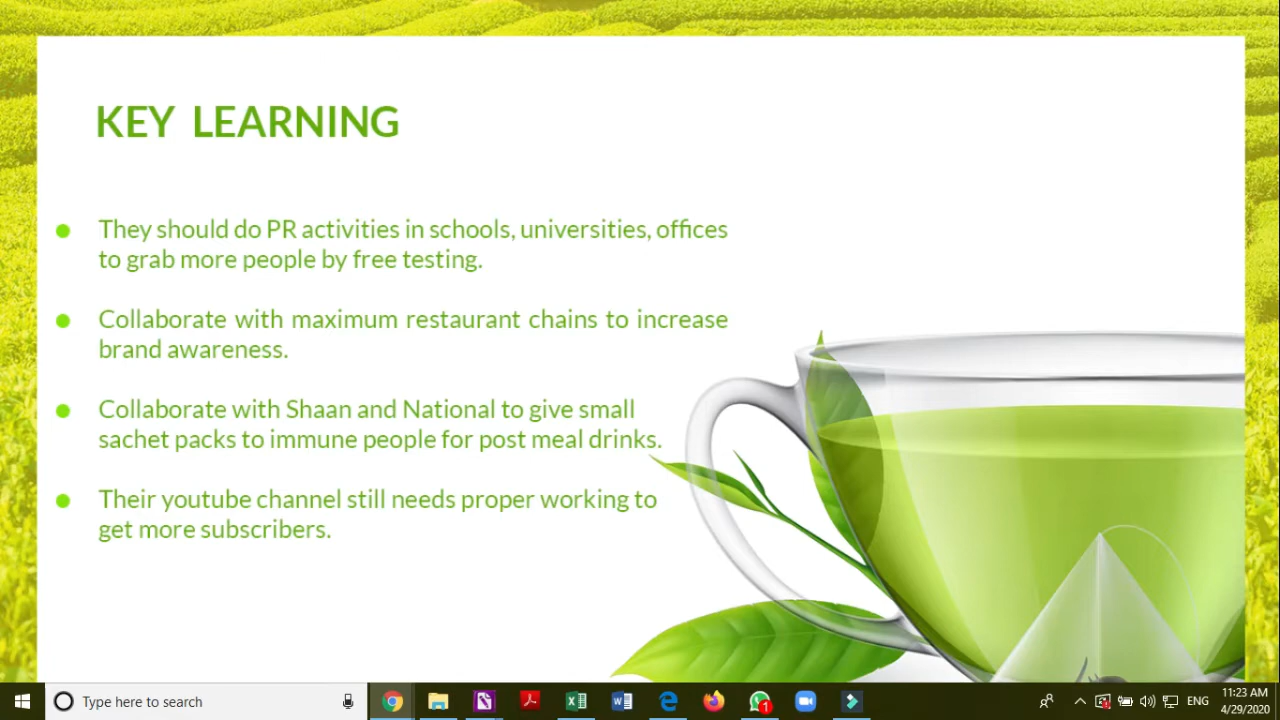 KEY LEARNING
They should do PR activities in schools, universities, offices
to grab more people by free testing.
Collaborate with maximum restaurant chains to increase
brand awareness.
Collaborate with Shaan and National to give small
sachet packs to immune people for post meal drinks.
Their youtube channel still needs proper working to
get more subscribers.
Type here to search
1
ENG
11:23 AM
4/29/2020